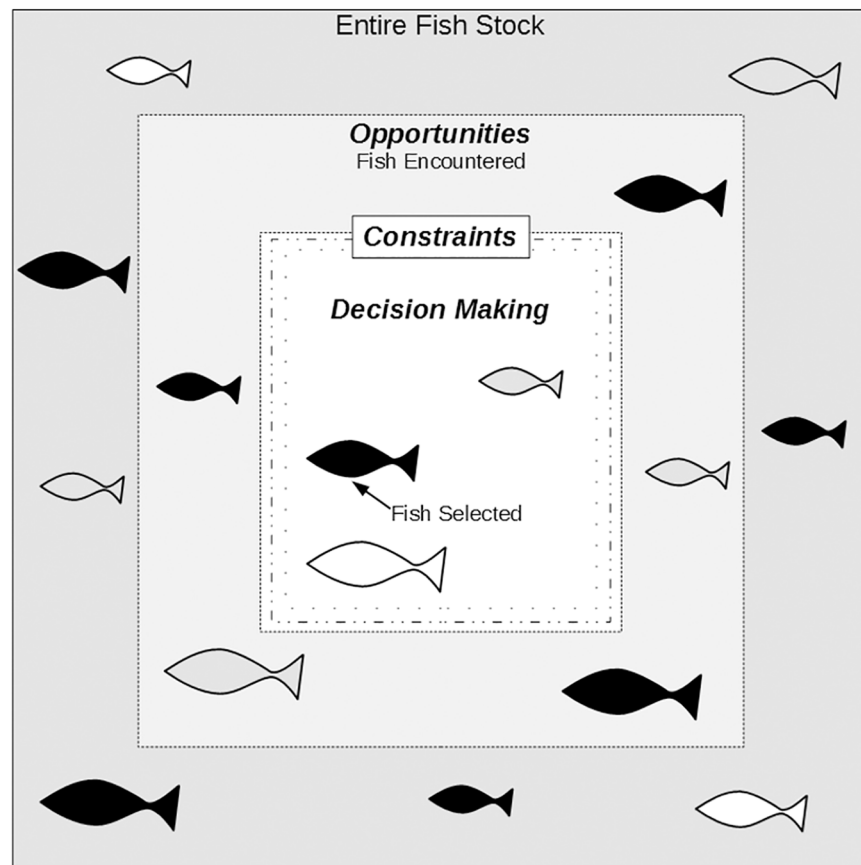 Entire Fish Stock
Opportunities
Fish Encountered
Constraints
Decision Making
Fish Selected